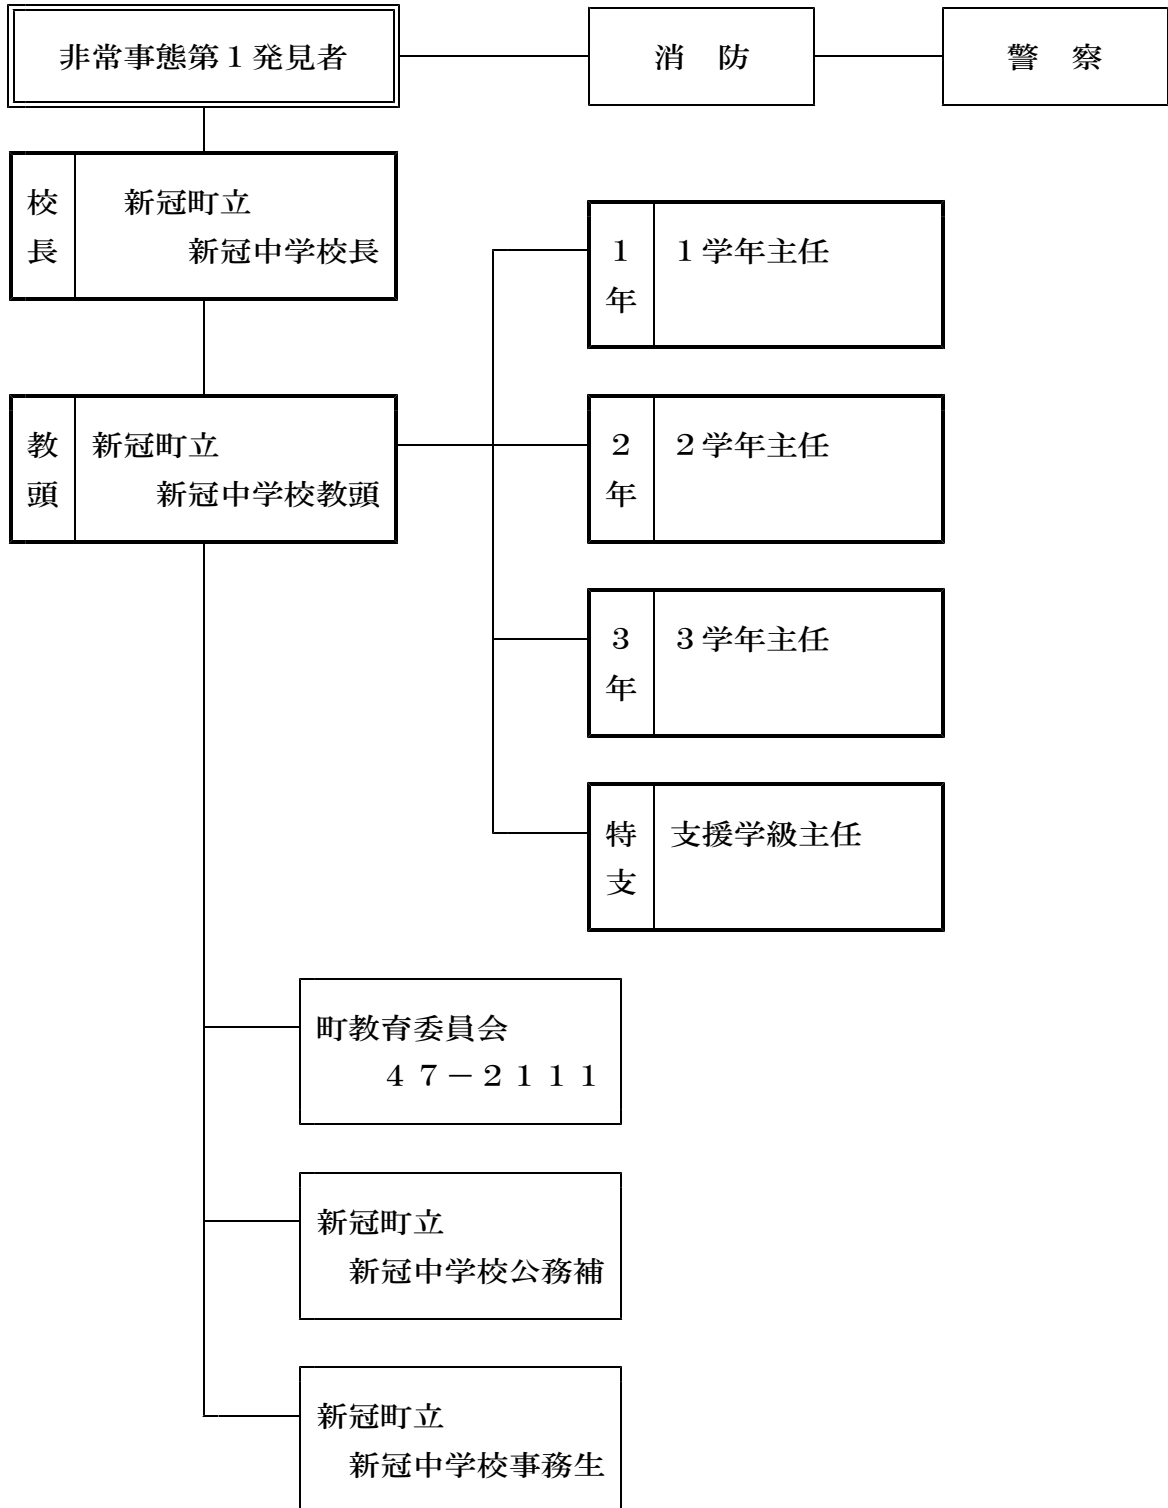 非常事態第１発見者
消　防
警　察
校長
新冠町立
新冠中学校長
１年
１学年主任
教頭
新冠町立
新冠中学校教頭
２年
２学年主任
３年
３学年主任
特支
支援学級主任
町教育委員会
４７－２１１１
新冠町立
新冠中学校公務補
新冠町立
新冠中学校事務生